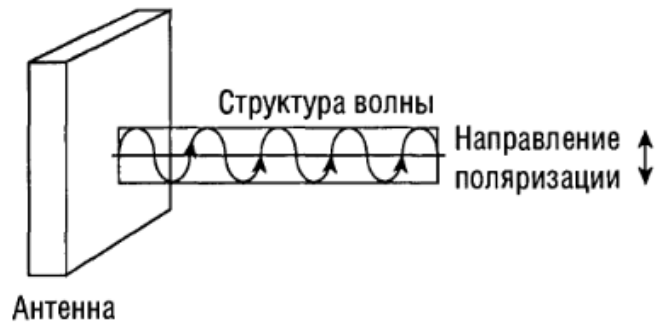 Структура волны
Направление
поляризации
Антенна